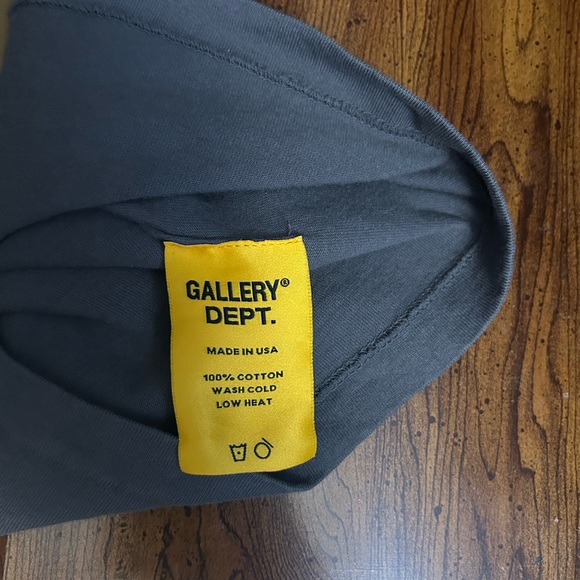 GALLERY®
DEPT.
MADE IN USA
100% COTTON
WASH COLD
LOW HEAT